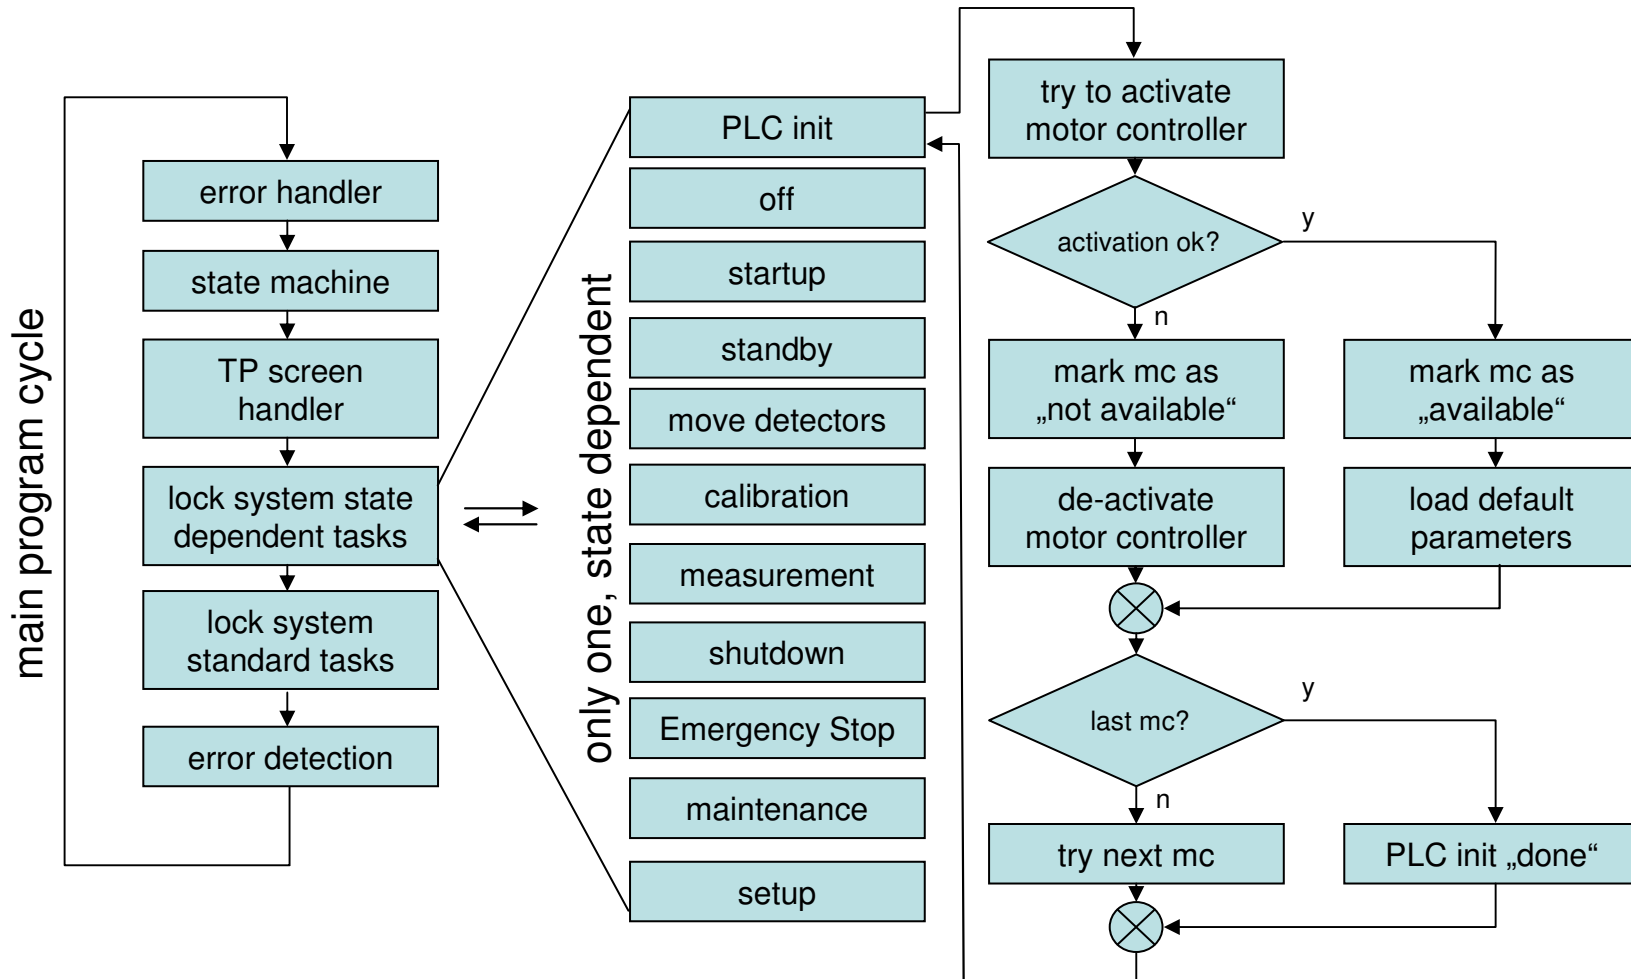 main program cycle
error handler
state machine
TP screen
handler
lock system state
dependent tasks
lock system
standard tasks
error detection
only one, state dependent
PLC init
off
startup
standby
move detectors
calibration
measurement
shutdown
Emergency Stop
maintenance
setup
try to activate
motor controller
activation ok?
y
n
mark mc as
„not available“
mark mc as
„available“
de-activate
motor controller
load default
parameters
last mc?
y
n
try next mc
PLC init „done“